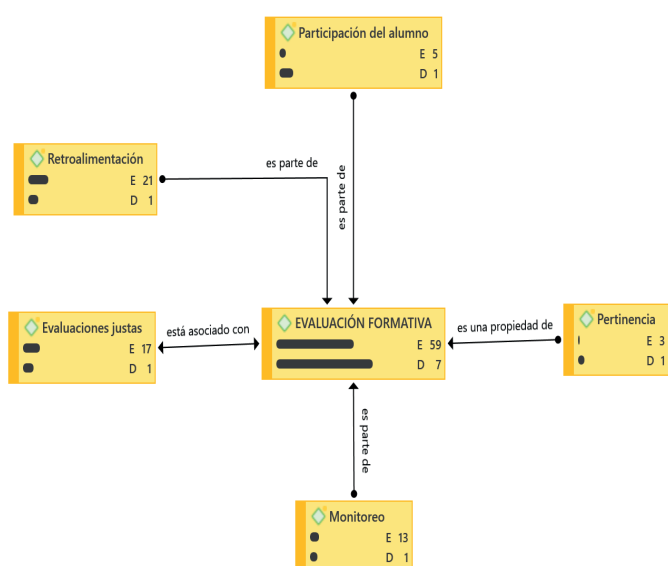 Participación del alumno
E 5
D 1
Retroalimentación
E 21
D 1
es parte de
es parte de
Evaluaciones justas
E 17
D 1
está asociado con
EVALUACIÓN FORMATIVA
E 59
D 7
es una propiedad de
Pertinencia
E 3
D 1
es parte de
Monitoreo
E 13
D 1